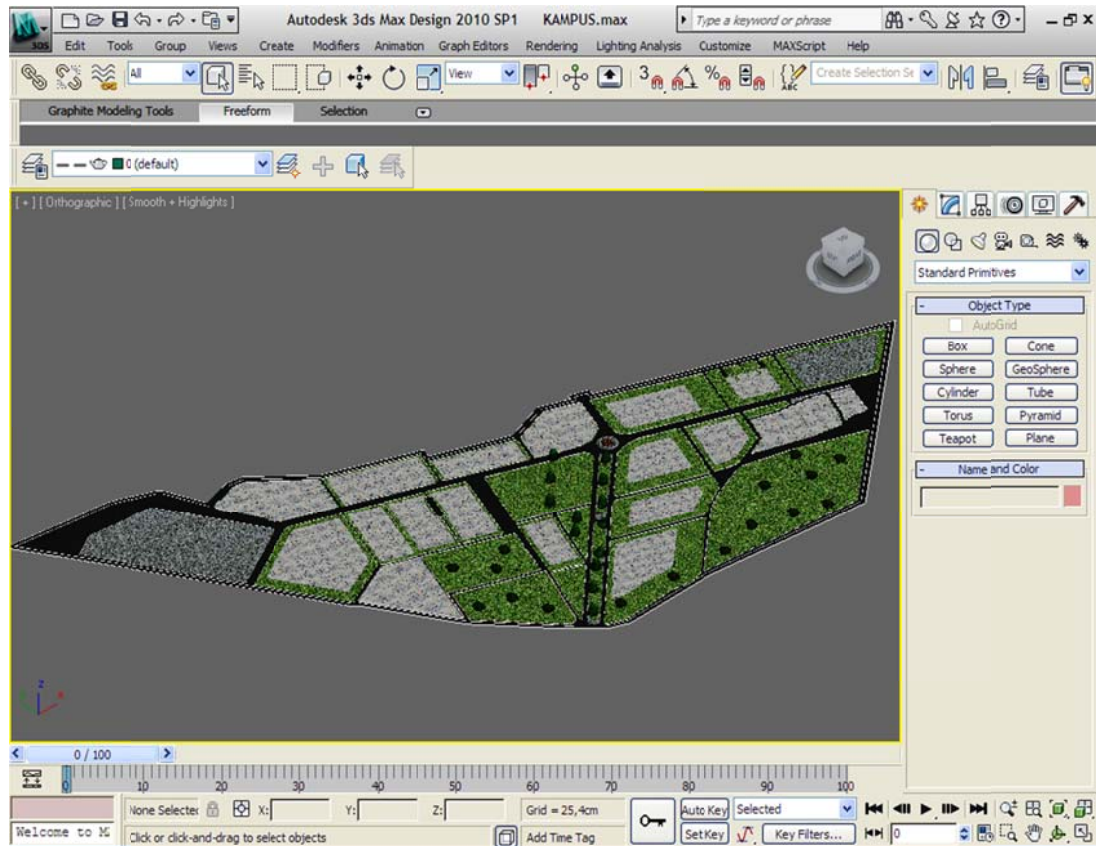 3DS
Autodesk 3ds Max Design 2010 SP1 KAMPUS.max
Type a keyword or phrase
Edit Tools Group Views Create Modifiers Animation Graph Editors Rendering Lighting Analysis Customize MAXScript Help
All View Create Selection Se
Graphite Modeling Tools Freeform Selection
0 (default)
[ + ] [ Orthographic ] [ Smooth + Highlights ]
Standard Primitives
- Object Type
AutoGrid
Box Cone
Sphere GeoSphere
Cylinder Tube
Torus Pyramid
Teapot Plane
- Name and Color
z
x
0 / 100
0 10 20 30 40 50 60 70 80 90 100
None Selected X: Y: Z: Grid = 25,4cm Auto Key Selected
Welcome to M Click or click-and-drag to select objects Add Time Tag Set Key Key Filters... 0